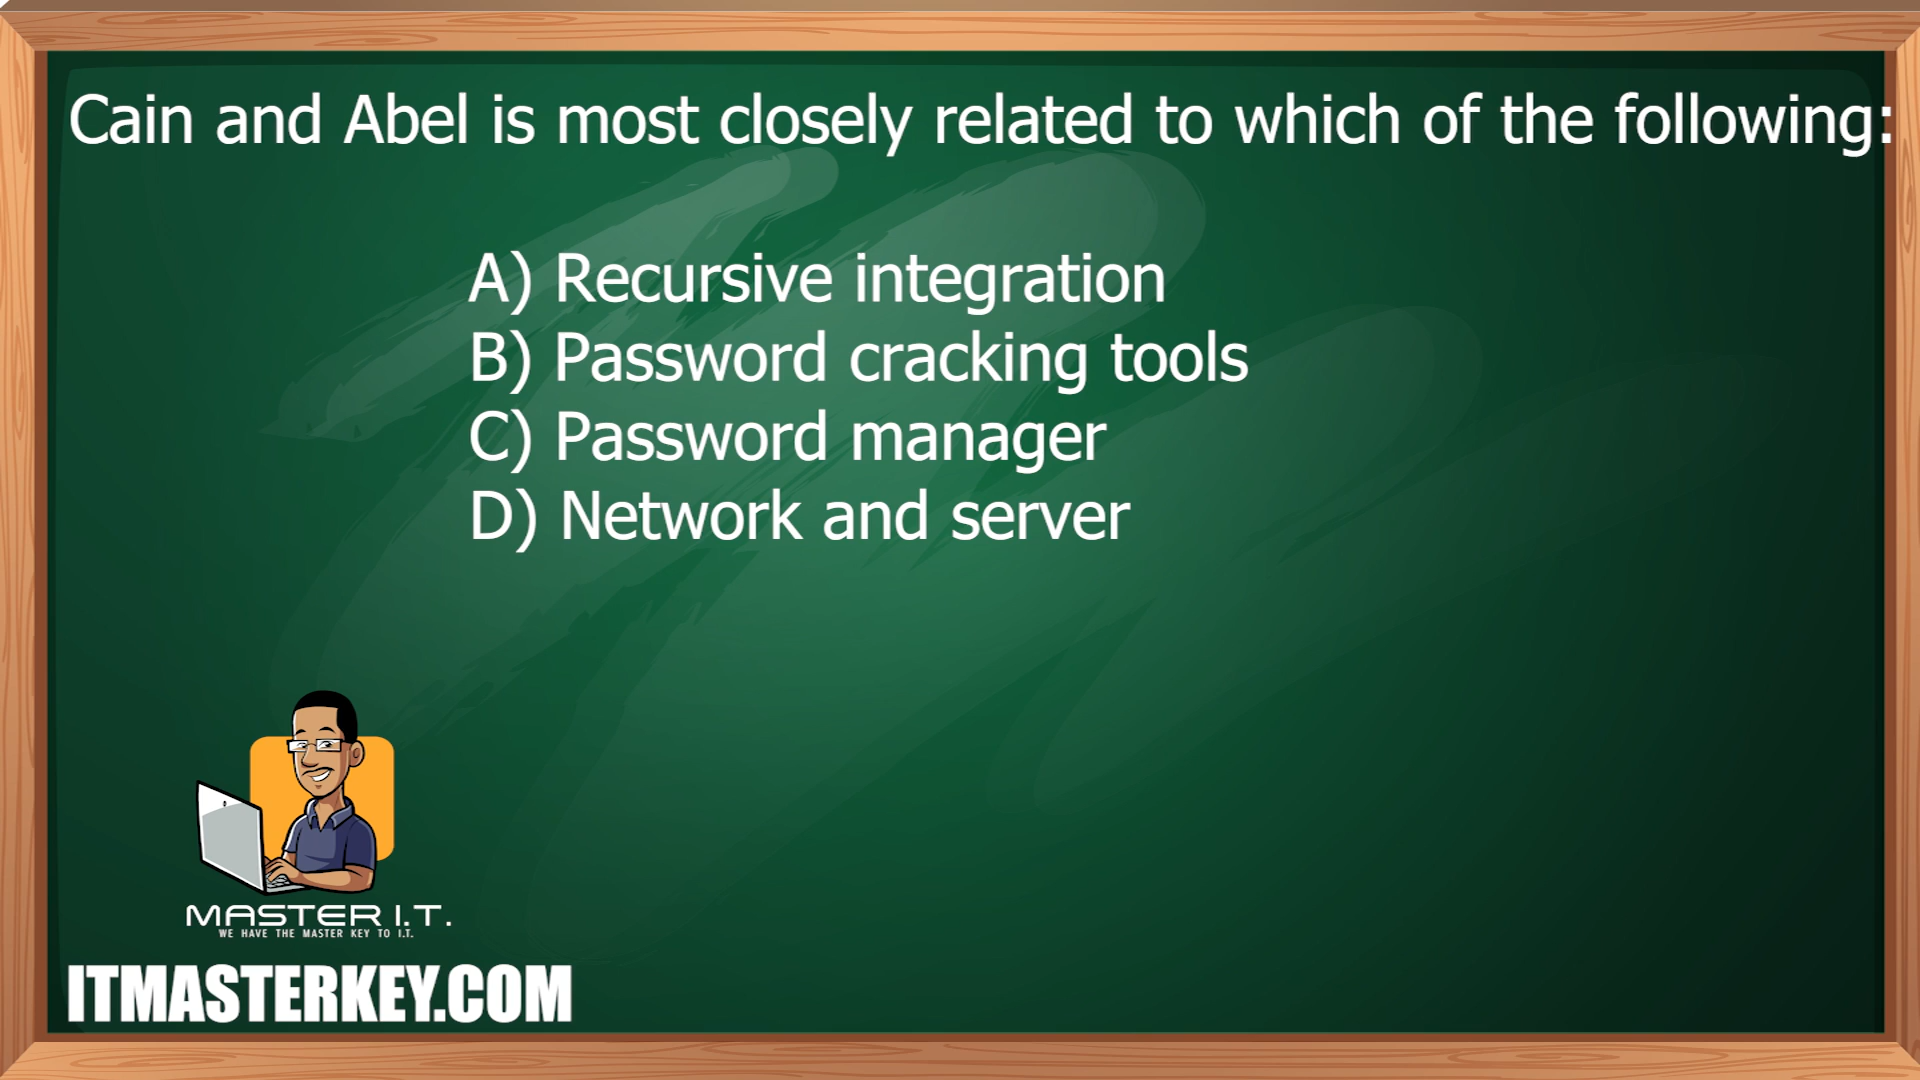 Cain and Abel is most closely related to which of the following:
A) Recursive integration
B) Password cracking tools
C) Password manager
D) Network and server
MASTER I.T.
WE HAVE THE MASTER KEY TO I.T.
ITMASTERKEY.COM